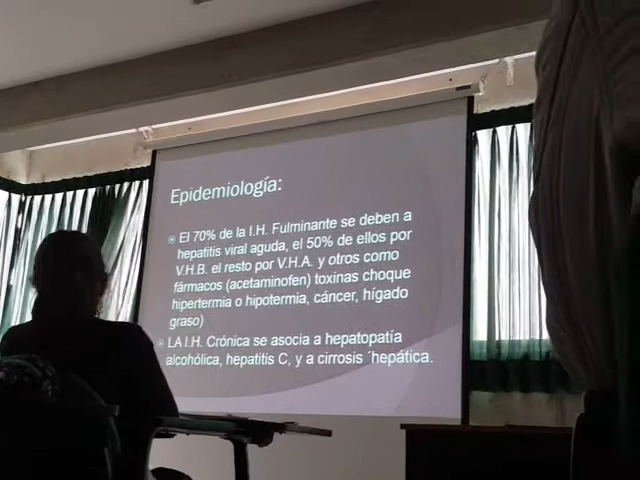 Epidemiología:
El 70% de la I.H. Fulminante se deben a
hepatitis viral aguda, el 50% de ellos por
V.H.B. el resto por V.H.A. y otros como
fármacos (acetaminofen) toxinas choque
hipertermia o hipotermia, cáncer, hígado
graso)
LA I.H. Crónica se asocia a hepatopatía
alcohólica, hepatitis C, y a cirrosis ´hepática.